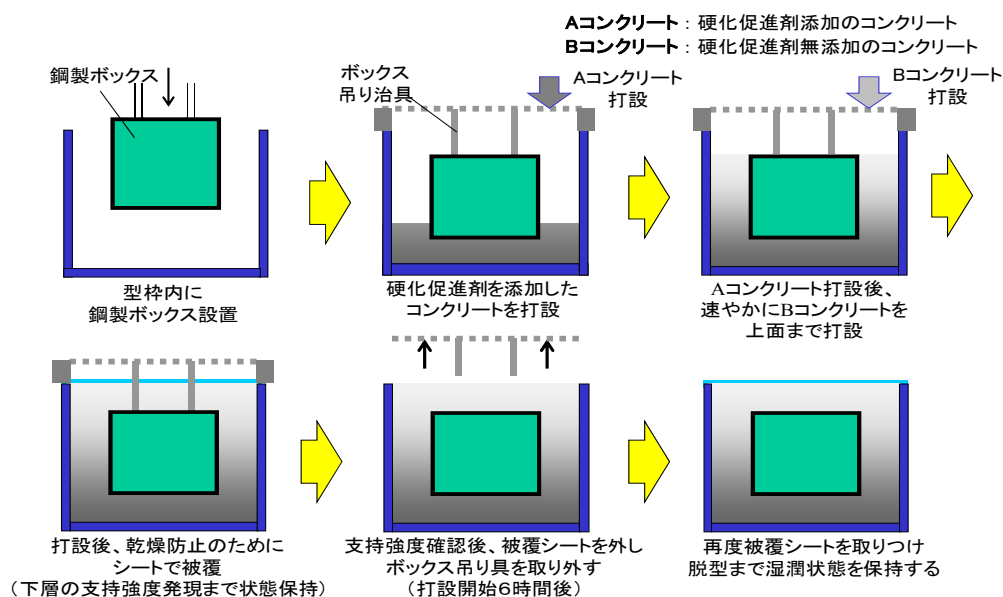 Aコンクリート：硬化促進剤添加のコンクリート
Bコンクリート：硬化促進剤無添加のコンクリート
鋼製ボックス
ボックス
吊り治具
Aコンクリート
打設
Bコンクリート
打設
型枠内に
鋼製ボックス設置
硬化促進剤を添加した
コンクリートを打設
Aコンクリート打設後、
速やかにBコンクリートを
上面まで打設
打設後、乾燥防止のために
シートで被覆
（下層の支持強度発現まで状態保持）
支持強度確認後、被覆シートを外し
ボックス吊り具を取り外す
（打設開始６時間後）
再度被覆シートを取りつけ
脱型まで湿潤状態を保持する